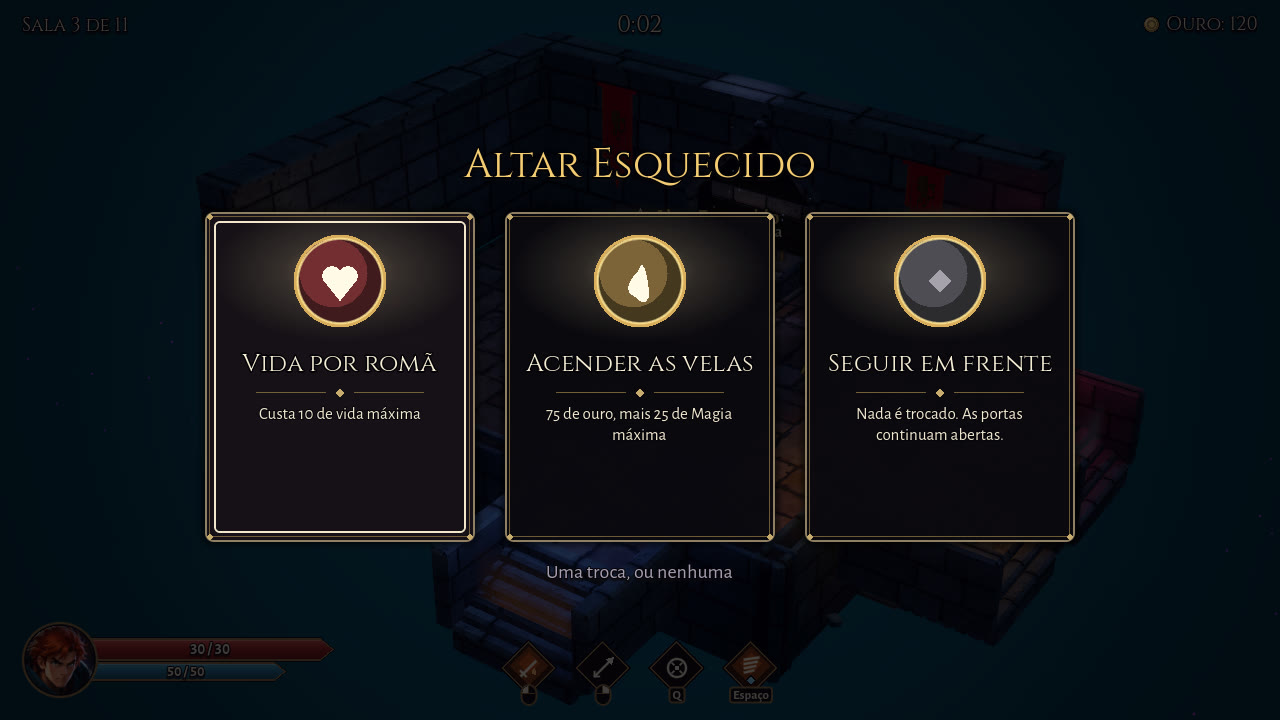 Sala 3 de 11
0:02
Ouro: 120
Altar Esquecido
Vida por romã
Custa 10 de vida máxima
Acender as velas
75 de ouro, mais 25 de Magia
máxima
Seguir em frente
Nada é trocado. As portas
continuam abertas.
Uma troca, ou nenhuma
30/30
50/50
Q
Espaço